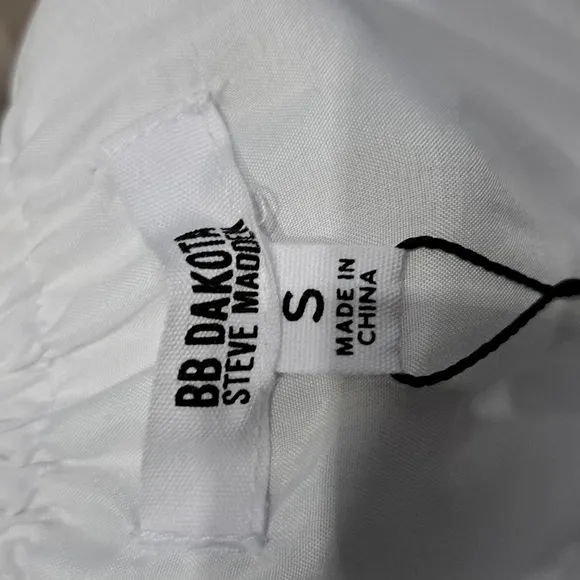 BB DAKOTA
STEVE MADDEN
S
MADE IN
CHINA